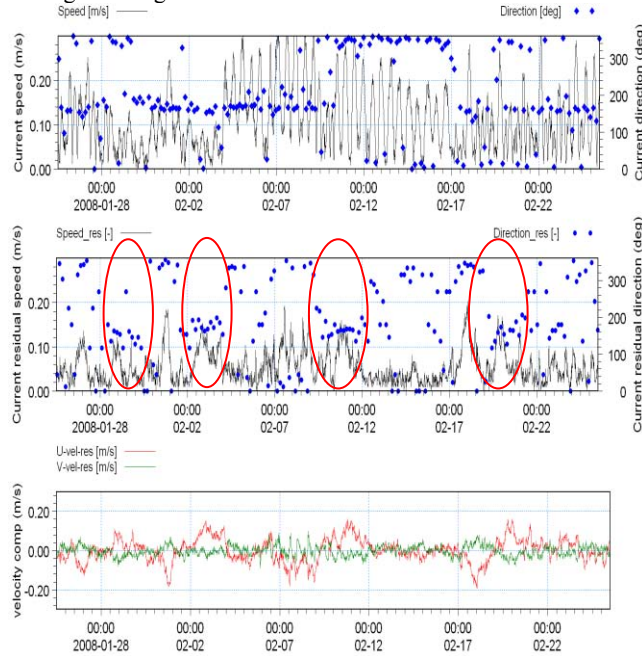 Speed [m/s]
Direction [deg]
Current speed (m/s)
0.20
0.10
0.00
300
200
100
0
Current direction (deg)
00:00 00:00 00:00 00:00 00:00 00:00
2008-01-28 02-02 02-07 02-12 02-17 02-22
Speed_res [-]
Direction_res [-]
Current residual speed (m/s)
0.20
0.10
0.00
300
200
100
0
Current residual direction (deg)
00:00 00:00 00:00 00:00 00:00 00:00
2008-01-28 02-02 02-07 02-12 02-17 02-22
U-vel-res [m/s]
V-vel-res [m/s]
velocity comp (m/s)
0.20
0.00
-0.20
00:00 00:00 00:00 00:00 00:00 00:00
2008-01-28 02-02 02-07 02-12 02-17 02-22